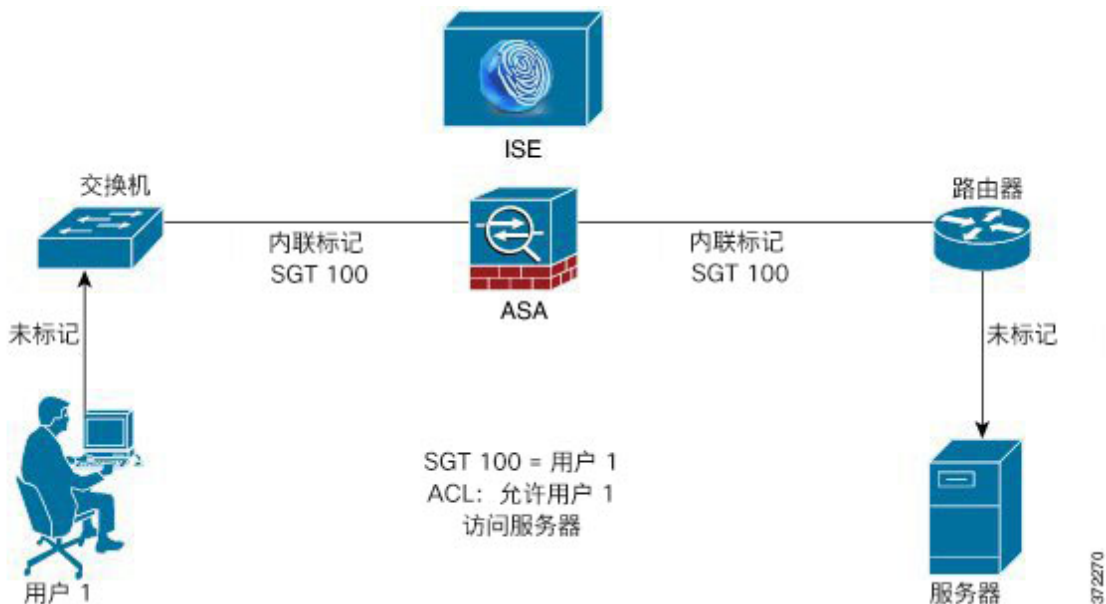 ISE
交换机
路由器
内联标记
SGT 100
内联标记
SGT 100
ASA
未标记
未标记
SGT 100 = 用户 1
ACL: 允许用户 1
访问服务器
用户 1
服务器
372270